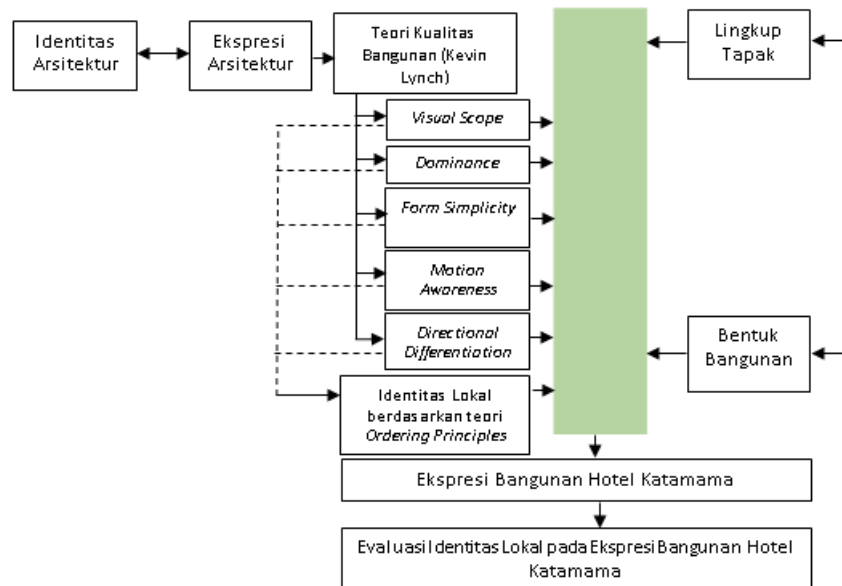 Identitas
Arsitektur
Ekspresi
Arsitektur
Teori Kualitas
Bangunan (Kevin
Lynch)
Lingkup
Tapak
Visual Scope
Dominance
Form Simplicity
Motion
Awareness
Directional
Differentiation
Bentuk
Bangunan
Identitas Lokal
berdasarkan teori
Ordering Principles
Ekspresi Bangunan Hotel Katamama
Evaluasi Identitas Lokal pada Ekspresi Bangunan Hotel
Katamama